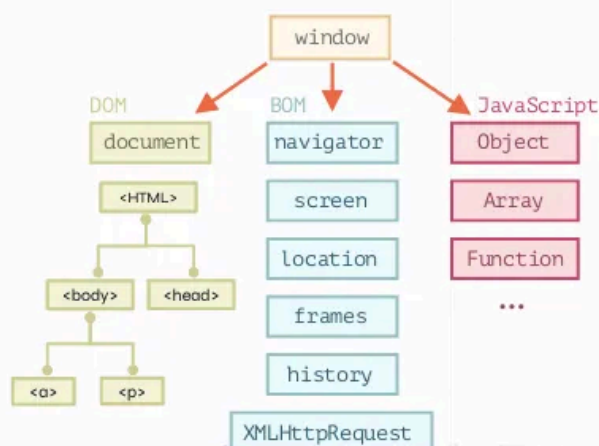 window
DOM
document
<HTML>
<body>
<head>
<a>
<p>
BOM
navigator
screen
location
frames
history
XMLHttpRequest
JavaScript
Object
Array
Function
...